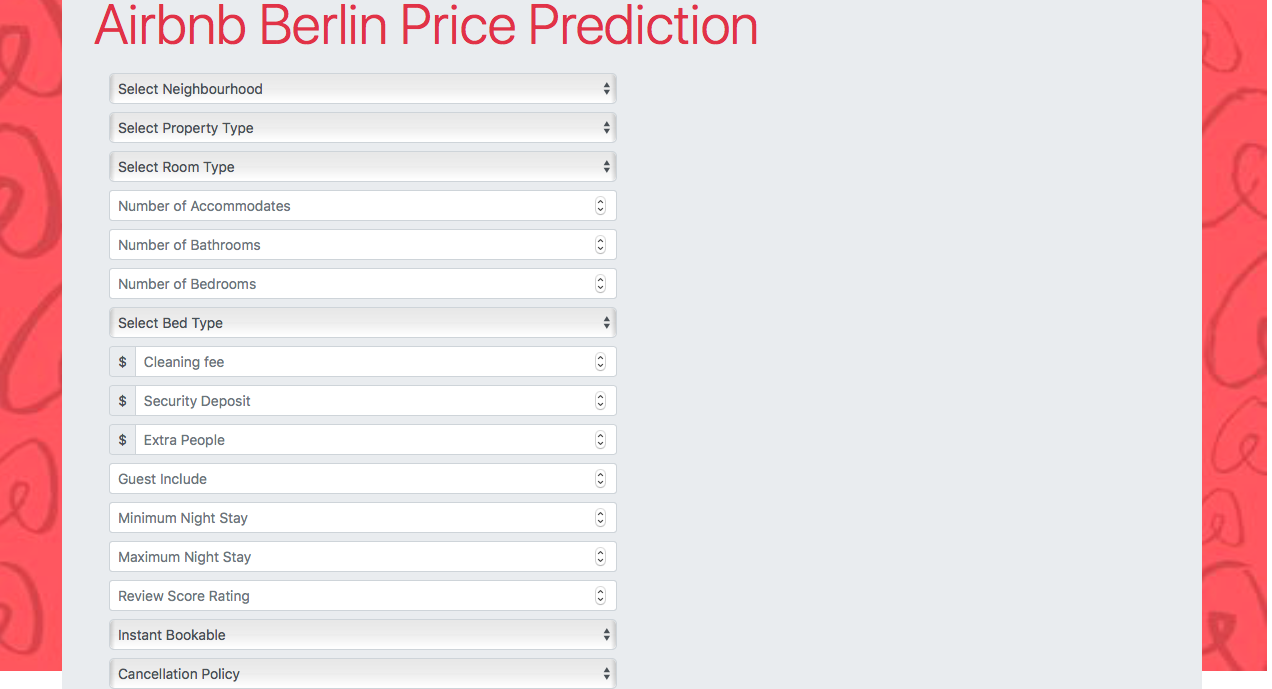 Airbnb Berlin Price Prediction
Select Neighbourhood
Select Property Type
Select Room Type
Number of Accommodates
Number of Bathrooms
Number of Bedrooms
Select Bed Type
$ Cleaning fee
$ Security Deposit
$ Extra People
Guest Include
Minimum Night Stay
Maximum Night Stay
Review Score Rating
Instant Bookable
Cancellation Policy